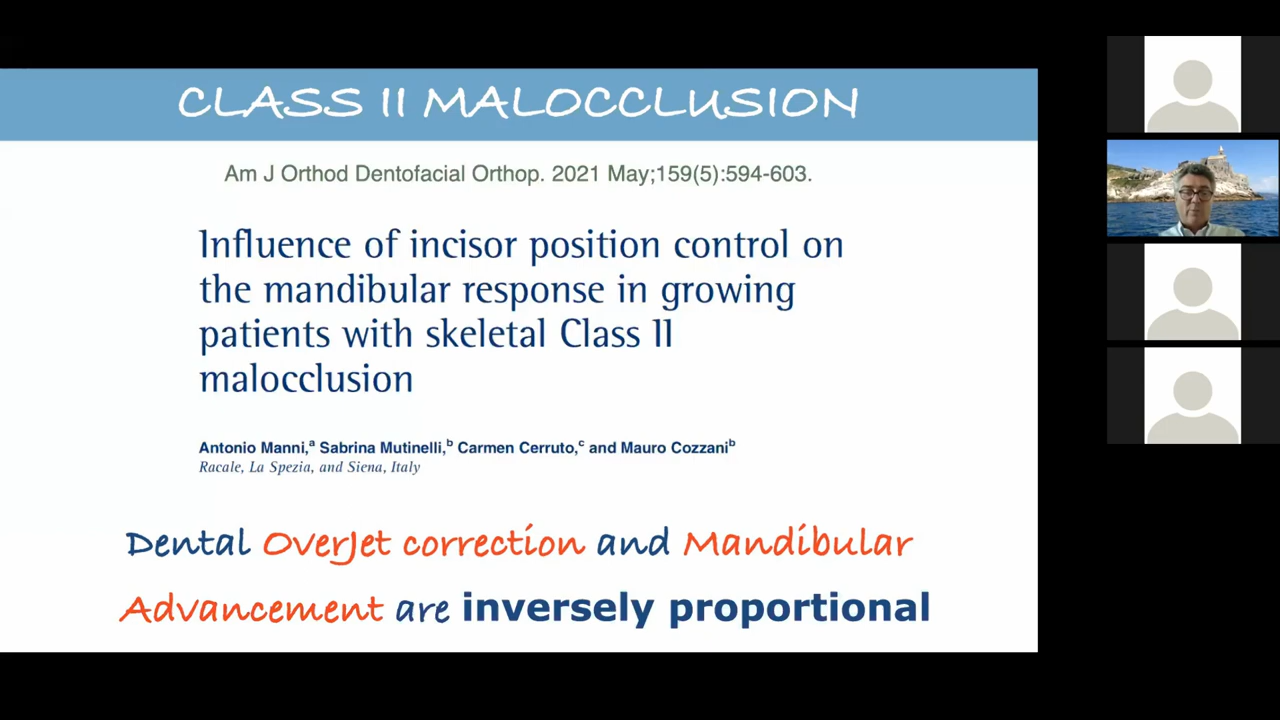 CLASS II MALOCCLUSION
Am J Orthod Dentofacial Orthop. 2021 May;159(5):594-603.
Influence of incisor position control on
the mandibular response in growing
patients with skeletal Class II
malocclusion
Antonio Manni,ᵃ Sabrina Mutinelli,ᵇ Carmen Cerruto,ᶜ and Mauro Cozzaniᵇ
Racale, La Spezia, and Siena, Italy
Dental OverJet correction and Mandibular
Advancement are inversely proportional